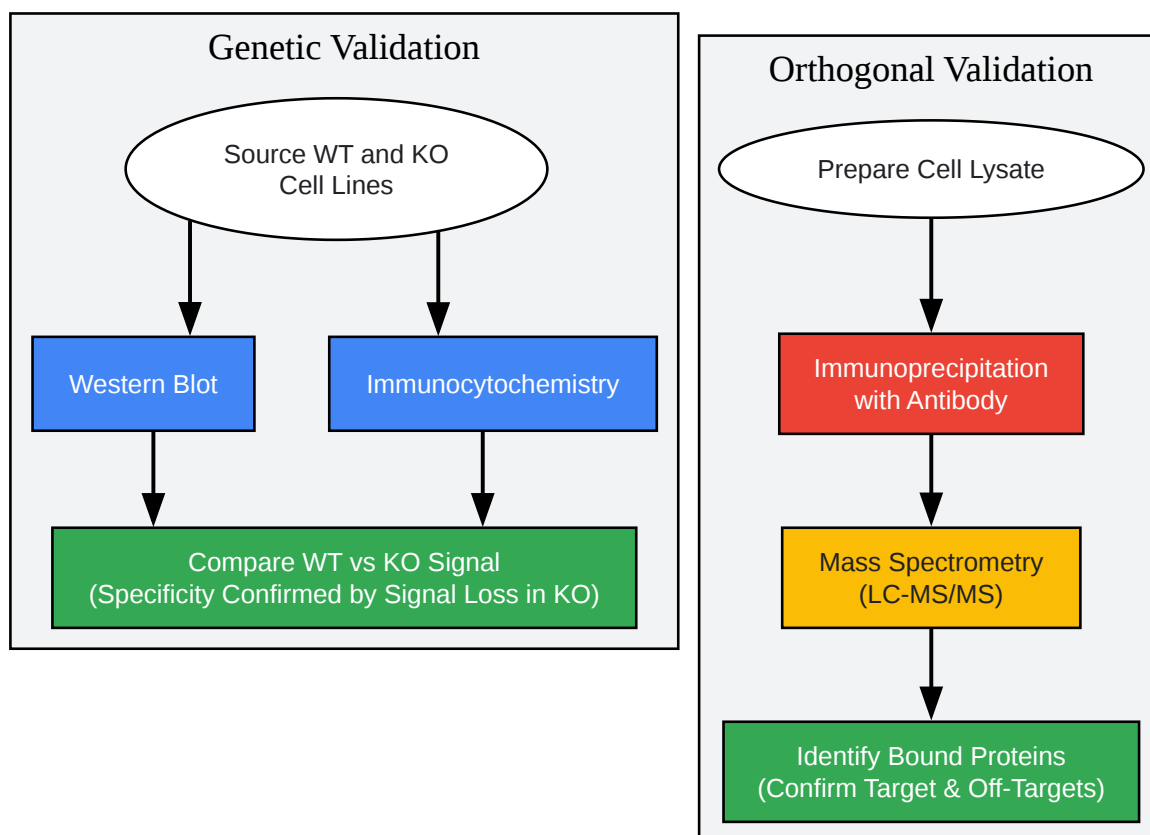 Genetic Validation
Source WT and KO
Cell Lines
Western Blot
Immunocytochemistry
Compare WT vs KO Signal
(Specificity Confirmed by Signal Loss in KO)
Orthogonal Validation
Prepare Cell Lysate
Immunoprecipitation
with Antibody
Mass Spectrometry
(LC-MS/MS)
Identify Bound Proteins
(Confirm Target & Off-Targets)